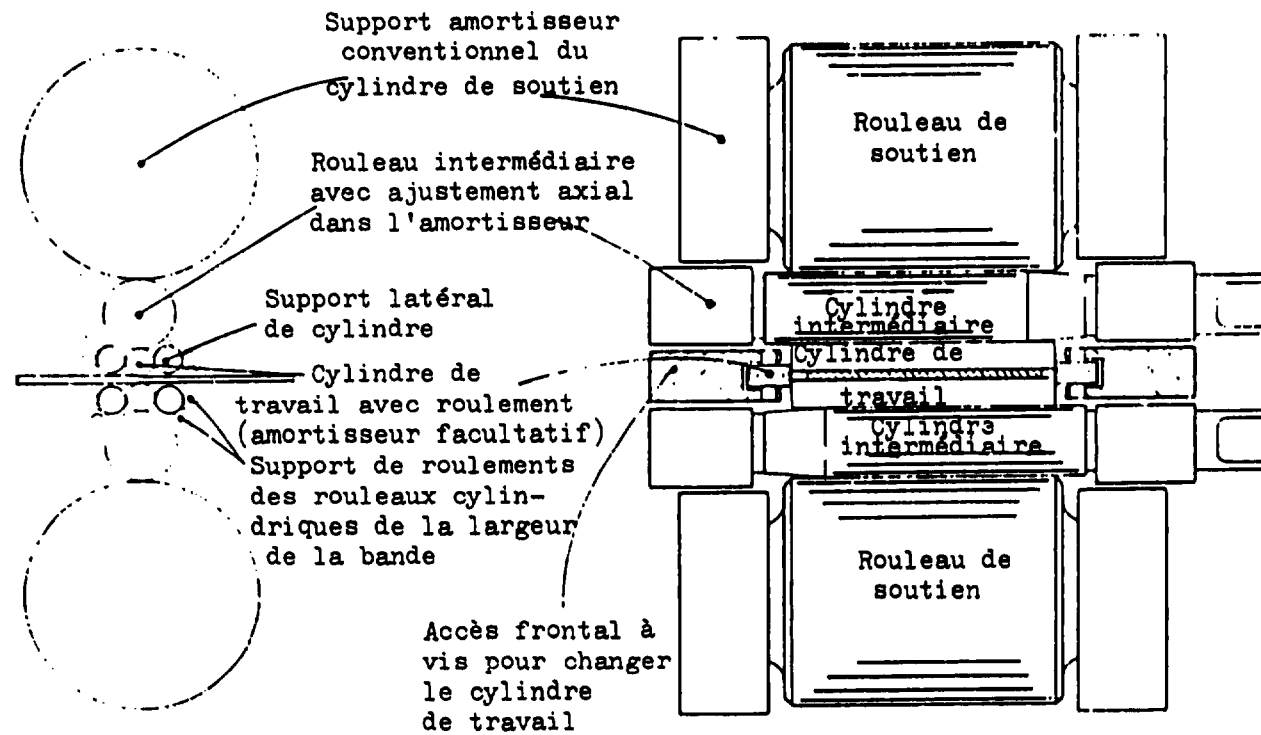 Support amortisseur
conventionnel du
cylindre de soutien
Rouleau intermédiaire
avec ajustement axial
dans l'amortisseur
Support latéral
de cylindre
Cylindre de
travail avec roulement
(amortisseur facultatif)
Support de roulements
des rouleaux cylin-
driques de la largeur
de la bande
Accès frontal à
vis pour changer
le cylindre
de travail
Rouleau de
soutien
Cylindre
intermédiaire
Cylindre de
travail
Cylindre
intermédiaire
Rouleau de
soutien